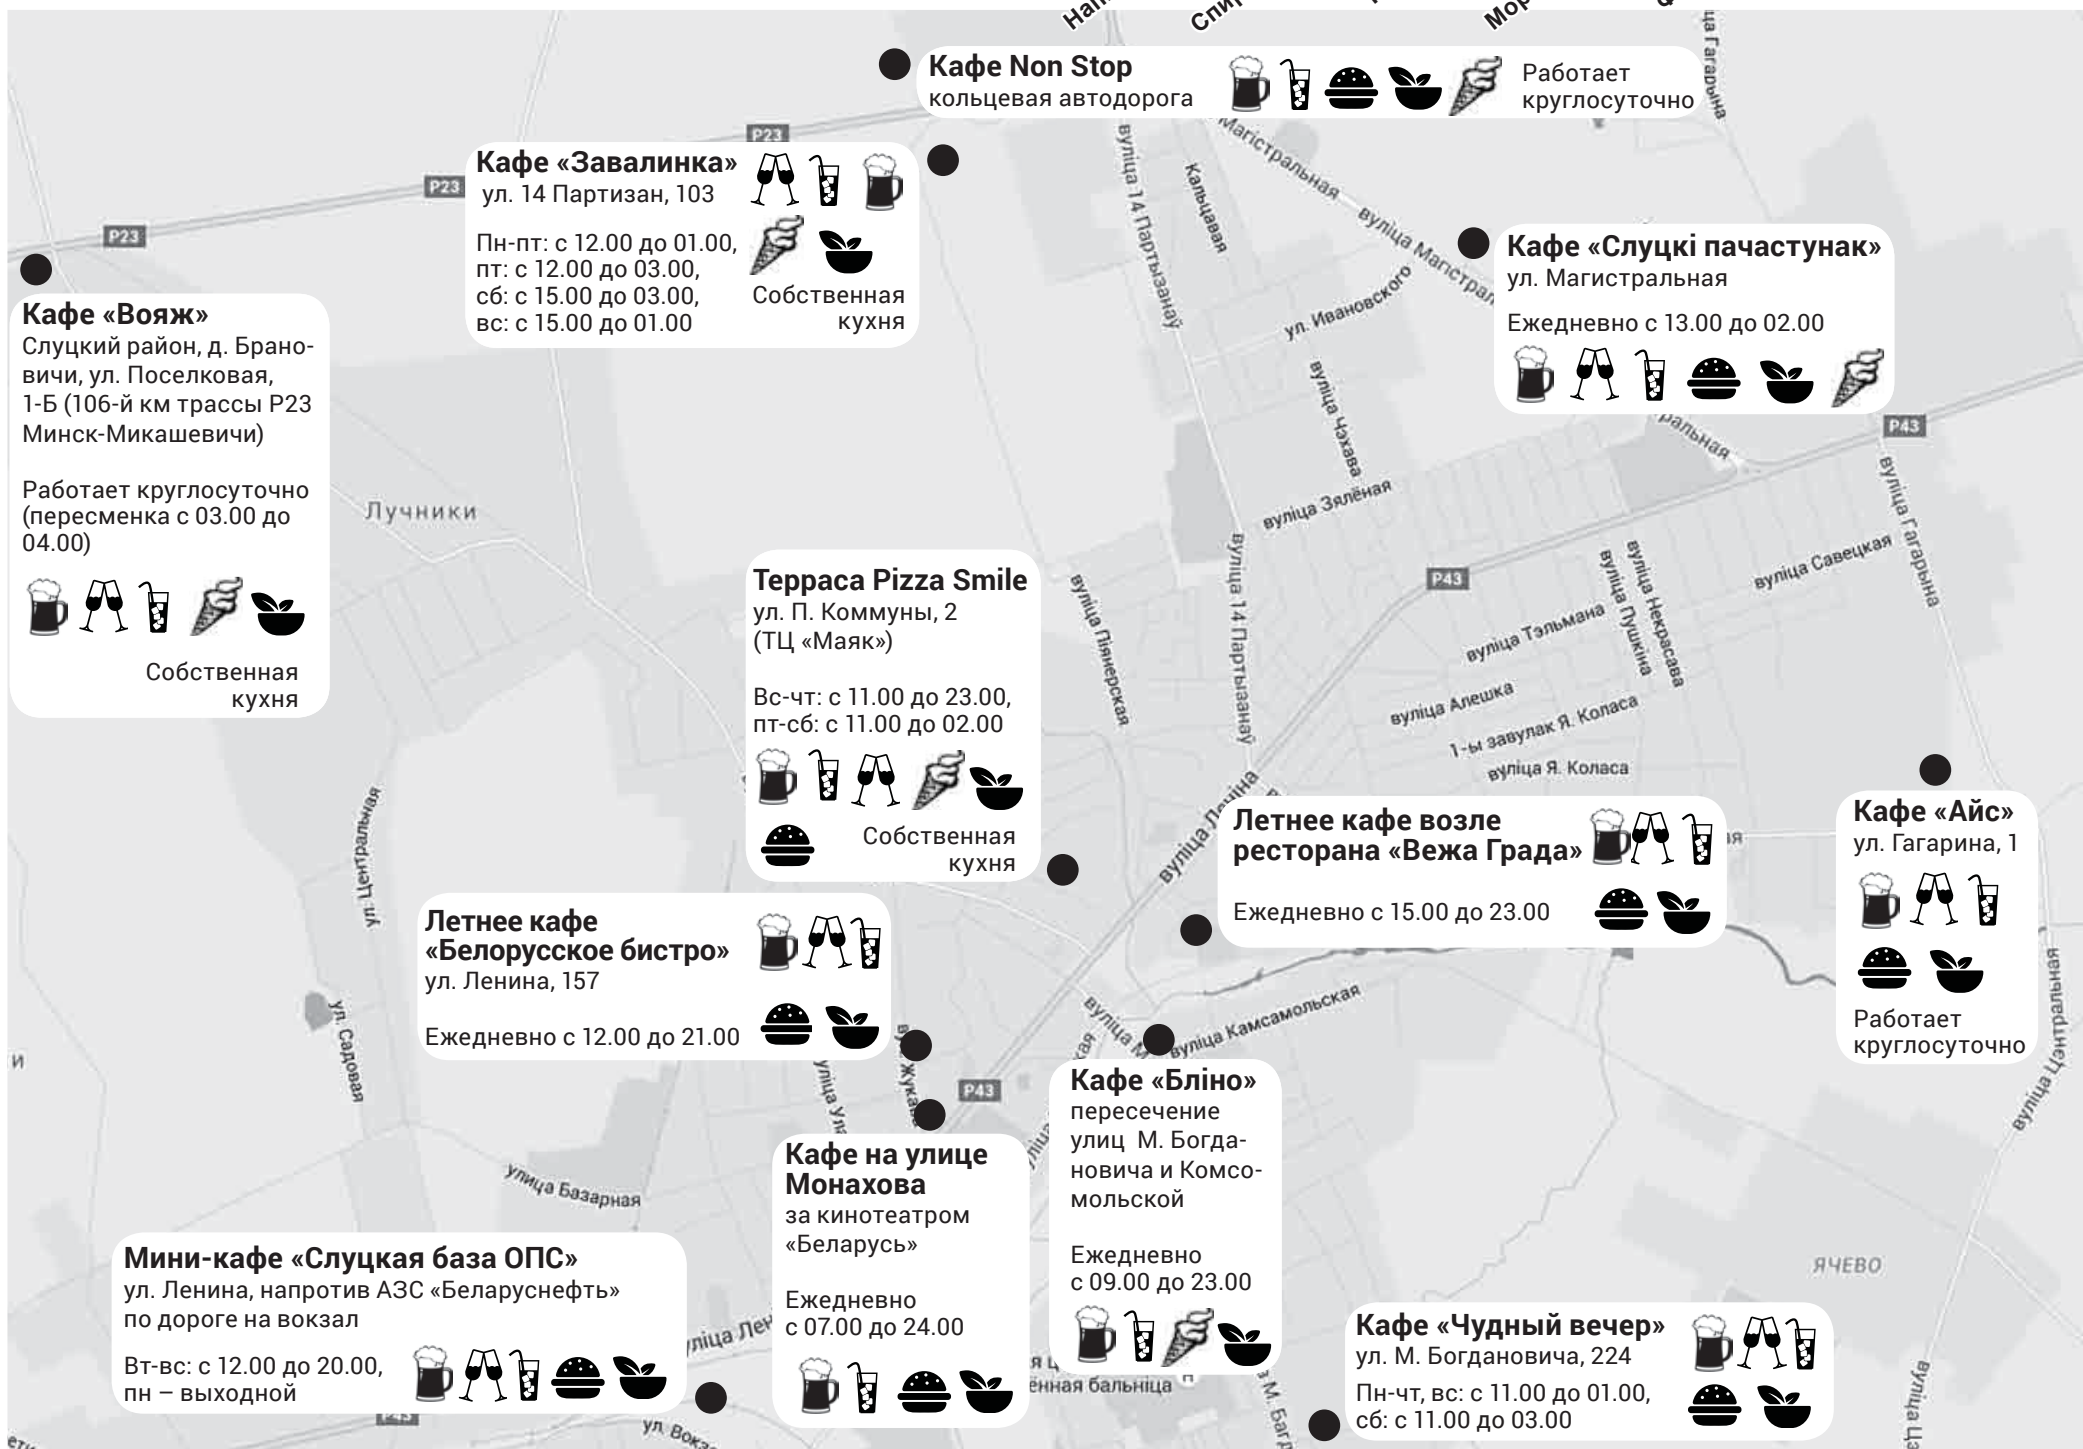 Кафе Non Stop
кольцевая автодорога
Работает
круглосуточно
Кафе «Завалинка»
ул. 14 Партизан, 103
Пн-пт: с 12.00 до 01.00,
пт: с 12.00 до 03.00,
сб: с 15.00 до 03.00,
вс: с 15.00 до 01.00
Собственная
кухня
Кафе «Слуцкі пачастунак»
ул. Магистральная
Ежедневно с 13.00 до 02.00
Кафе «Вояж»
Слуцкий район, д. Брано-
вичи, ул. Поселковая,
1-Б (106-й км трассы Р23
Минск-Микашевичи)
Работает круглосуточно
(пересменка с 03.00 до
04.00)
Собственная
кухня
Терраса Pizza Smile
ул. П. Коммуны, 2
(ТЦ «Маяк»)
Вс-чт: с 11.00 до 23.00,
пт-сб: с 11.00 до 02.00
Собственная
кухня
Летнее кафе возле
ресторана «Вежа Града»
Ежедневно с 15.00 до 23.00
Кафе «Айс»
ул. Гагарина, 1
Работает
круглосуточно
Летнее кафе
«Белорусское бистро»
ул. Ленина, 157
Ежедневно с 12.00 до 21.00
Кафе «Бліно»
пересечение
улиц М. Богда-
новича и Комсо-
мольской
Ежедневно
с 09.00 до 23.00
Кафе на улице
Монахова
за кинотеатром
«Беларусь»
Ежедневно
с 07.00 до 24.00
Мини-кафе «Слуцкая база ОПС»
ул. Ленина, напротив АЗС «Беларуснефть»
по дороге на вокзал
Вт-вс: с 12.00 до 20.00,
пн – выходной
Кафе «Чудный вечер»
ул. М. Богдановича, 224
Пн-чт, вс: с 11.00 до 01.00,
сб: с 11.00 до 03.00
P23
P23
P23
P43
P43
P43
Лучники
ЯЧЕВО
вуліца 14 Партызанаў
Кальцавая
Магістральная
вуліца Магістрал
ральная
ул. Ивановского
вуліца Чэхава
вуліца Зялёная
вуліца 14 Партызанаў
вуліца Піянерская
вуліца Гагарына
вуліца Савецкая
вуліца Некрасава
вуліца Пушкіна
вуліца Тэльмана
вуліца Алешка
1-ы завулак Я. Коласа
вуліца Я. Коласа
вуліца Леніна
вуліца Камсамольская
вуліца Цэнтральная
ул. Центральная
ул. Садовая
улица Базарная